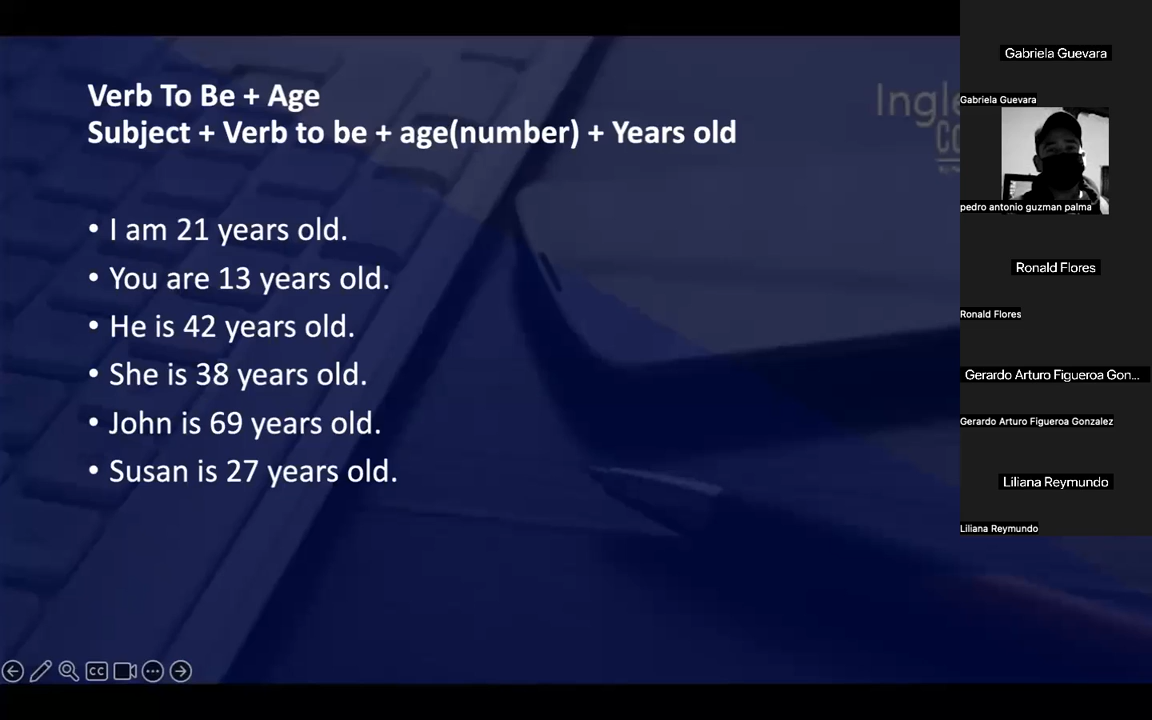 Verb To Be + Age
Subject + Verb to be + age(number) + Years old
• I am 21 years old.
• You are 13 years old.
• He is 42 years old.
• She is 38 years old.
• John is 69 years old.
• Susan is 27 years old.
Gabriela Guevara
Gabriela Guevara
pedro antonio guzman palma
Ronald Flores
Ronald Flores
Gerardo Arturo Figueroa Gon...
Gerardo Arturo Figueroa Gonzalez
Liliana Reymundo
Liliana Reymundo
CC